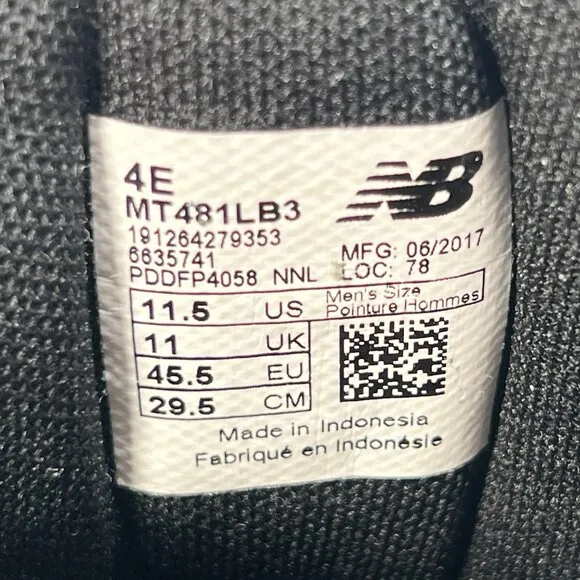 4E
NB
MT481LB3
191264279353
6635741
MFG: 06/2017
PDDFP4058 NNL
LOC: 78
11.5 US
Men's Size
Pointure Hommes
11 UK
45.5 EU
29.5 CM
Made in Indonesia
Fabriqué en Indonésie